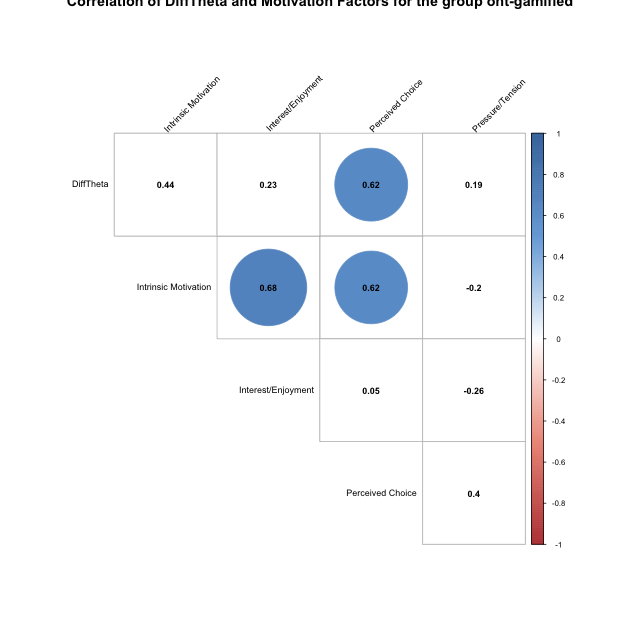 Correlation of DiffTheta and Motivation Factors for the group ont-gamified
Intrinsic Motivation
Interest/Enjoyment
Perceived Choice
Pressure/Tension
DiffTheta 0.44 0.23 0.62 0.19
Intrinsic Motivation 0.68 0.62 -0.2
Interest/Enjoyment 0.05 -0.26
Perceived Choice 0.4
1
0.8
0.6
0.4
0.2
0
-0.2
-0.4
-0.6
-0.8
-1